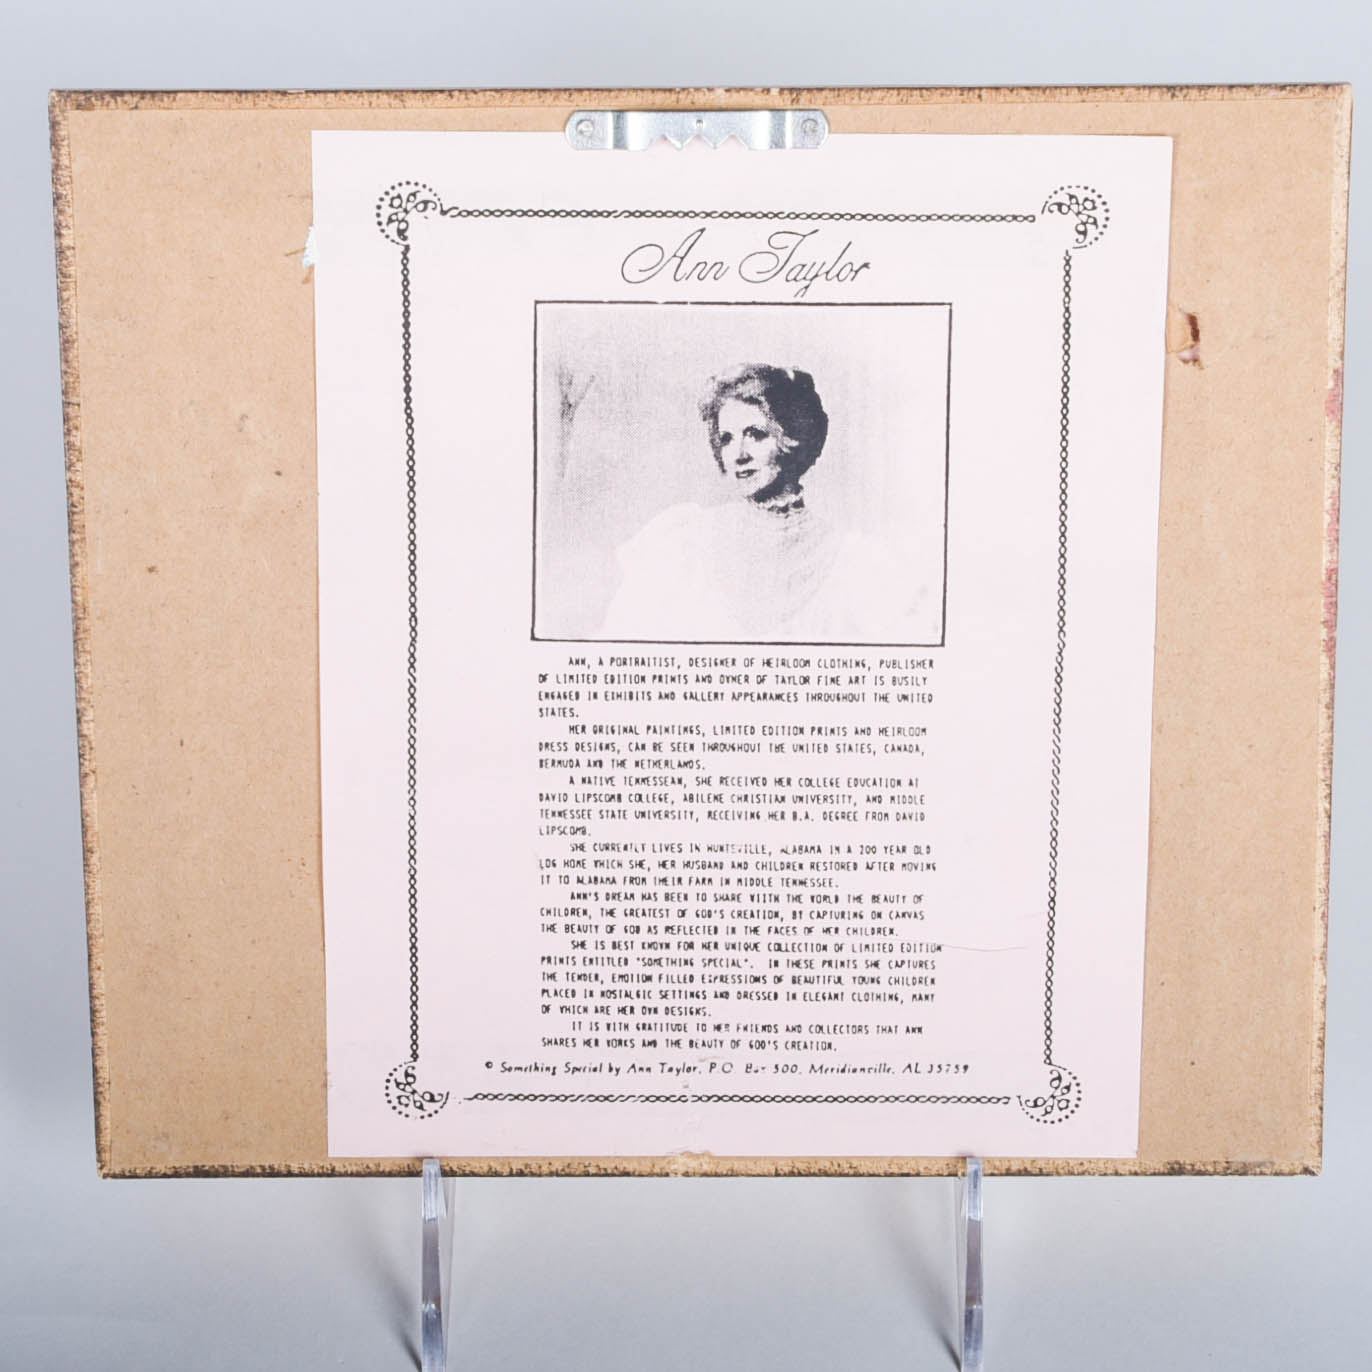 Ann Taylor
ANN, A PORTRAITIST, DESIGNER OF HEIRLOOM CLOTHING, PUBLISHER
OF LIMITED EDITION PRINTS AND OWNER OF TAYLOR FINE ART IS BUSILY
ENGAGED IN EXHIBITS AND GALLERY APPEARANCES THROUGHOUT THE UNITED
STATES.
HER ORIGINAL PAINTINGS, LIMITED EDITION PRINTS AND HEIRLOOM
DRESS DESIGNS, CAN BE SEEN THROUGHOUT THE UNITED STATES, CANADA,
BERMUDA AND THE NETHERLANDS.
A NATIVE TENNESSEAN, SHE RECEIVED HER COLLEGE EDUCATION AT
DAVID LIPSCOMB COLLEGE, ABILENE CHRISTIAN UNIVERSITY, AND MIDDLE
TENNESSEE STATE UNIVERSITY, RECEIVING HER B.A. DEGREE FROM DAVID
LIPSCOMB.
SHE CURRENTLY LIVES IN HUNTSVILLE, ALABAMA IN A 200 YEAR OLD
LOG HOME WHICH SHE, HER HUSBAND AND CHILDREN RESTORED AFTER MOVING
IT TO ALABAMA FROM THEIR FARM IN MIDDLE TENNESSEE.
ANN'S DREAM HAS BEEN TO SHARE WIITH THE WORLD THE BEAUTY OF
CHILDREN, THE GREATEST OF GOD'S CREATION, BY CAPTURING ON CANVAS
THE BEAUTY OF GOD AS REFLECTED IN THE FACES OF HER CHILDREN.
SHE IS BEST KNOWN FOR HER UNIQUE COLLECTION OF LIMITED EDITION
PRINTS ENTITLED "SOMETHING SPECIAL". IN THESE PRINTS SHE CAPTURES
THE TENDER, EMOTION FILLED EXPRESSIONS OF BEAUTIFUL YOUNG CHILDREN
PLACED IN NOSTALGIC SETTINGS AND DRESSED IN ELEGANT CLOTHING, MANY
OF WHICH ARE HER OWN DESIGNS.
IT IS WITH GRATITUDE TO HER FRIENDS AND COLLECTORS THAT ANN
SHARES HER WORKS AND THE BEAUTY OF GOD'S CREATION.
© Something Special by Ann Taylor, P.O. Box 500, Meridianville, AL 35759